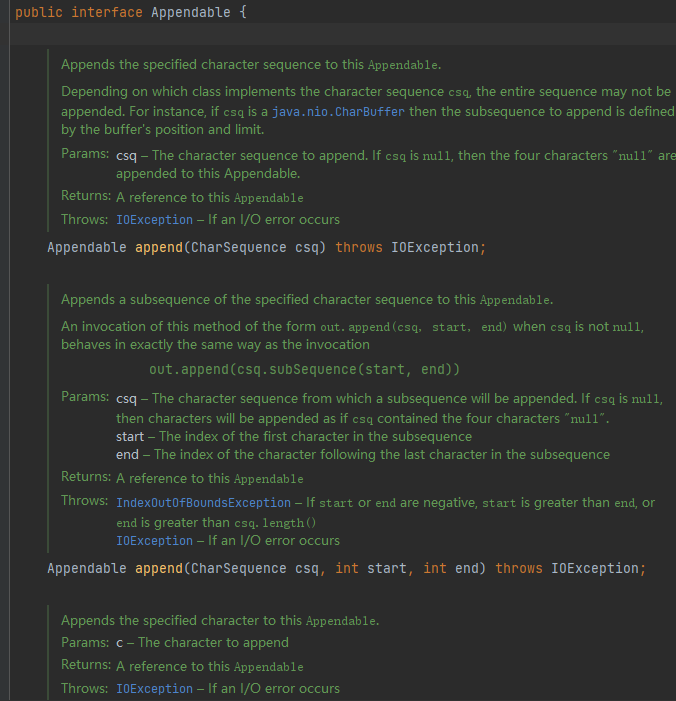 public interface Appendable {
Appends the specified character sequence to this Appendable.
Depending on which class implements the character sequence csq, the entire sequence may not be
appended. For instance, if csq is a java.nio.CharBuffer then the subsequence to append is defined
by the buffer's position and limit.
Params: csq – The character sequence to append. If csq is null, then the four characters "null" are
appended to this Appendable.
Returns: A reference to this Appendable
Throws: IOException – If an I/O error occurs
Appendable append(CharSequence csq) throws IOException;
Appends a subsequence of the specified character sequence to this Appendable.
An invocation of this method of the form out.append(csq, start, end) when csq is not null,
behaves in exactly the same way as the invocation
out.append(csq.subSequence(start, end))
Params: csq – The character sequence from which a subsequence will be appended. If csq is null,
then characters will be appended as if csq contained the four characters "null".
start – The index of the first character in the subsequence
end – The index of the character following the last character in the subsequence
Returns: A reference to this Appendable
Throws: IndexOutOfBoundsException – If start or end are negative, start is greater than end, or
end is greater than csq.length()
IOException – If an I/O error occurs
Appendable append(CharSequence csq, int start, int end) throws IOException;
Appends the specified character to this Appendable.
Params: c – The character to append
Returns: A reference to this Appendable
Throws: IOException – If an I/O error occurs